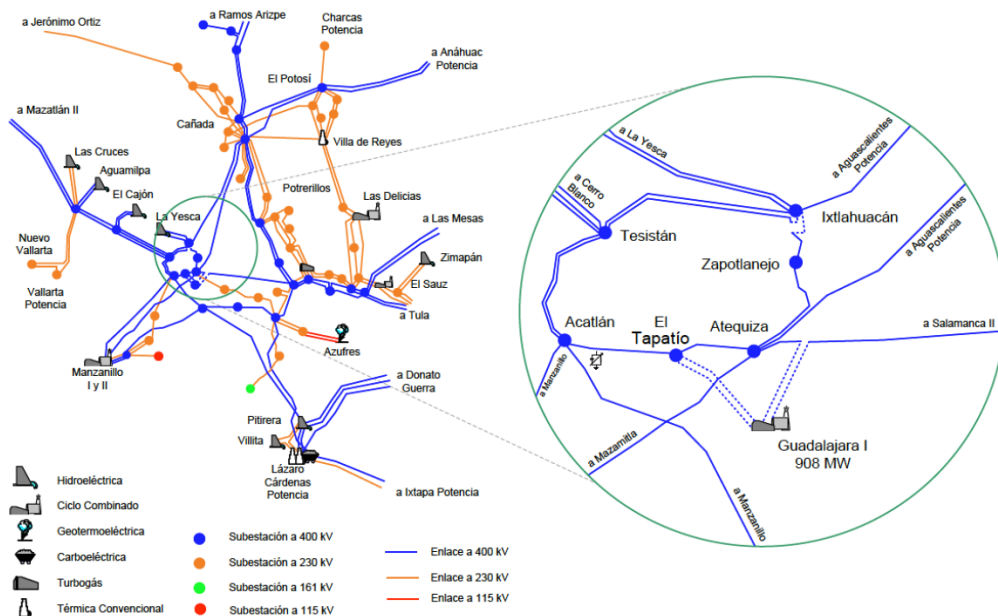 a Ramos Arizpe
a Jerónimo Ortiz
Charcas
Potencia
a Anáhuac
Potencia
El Potosí
a Mazatlán II
Cañada
Villa de Reyes
Las Cruces
Aguamilpa
El Cajón
La Yesca
Potrerillos
Las Delicias
a Las Mesas
Zimapán
Nuevo
Vallarta
Vallarta
Potencia
El Sauz
a Tula
Azufres
Manzanillo
I y II
a Donato
Guerra
Pitirera
Villita
Lázaro
Cárdenas
Potencia
a Ixtapa Potencia
a La Yesca
a Aguascalientes
Potencia
a Cerro
Blanco
Ixtlahuacán
Tesistán
a Aguascalientes
Potencia
Zapotlanejo
Acatlán
El
Tapatío
Atequiza
a Salamanca II
a Manzanillo
Guadalajara I
908 MW
a Mazamitla
a Manzanillo
Hidroeléctrica
Ciclo Combinado
Geotermoeléctrica
Carboeléctrica
Turbogás
Térmica Convencional
Subestación a 400 kV
Subestación a 230 kV
Subestación a 161 kV
Subestación a 115 kV
Enlace a 400 kV
Enlace a 230 kV
Enlace a 115 kV